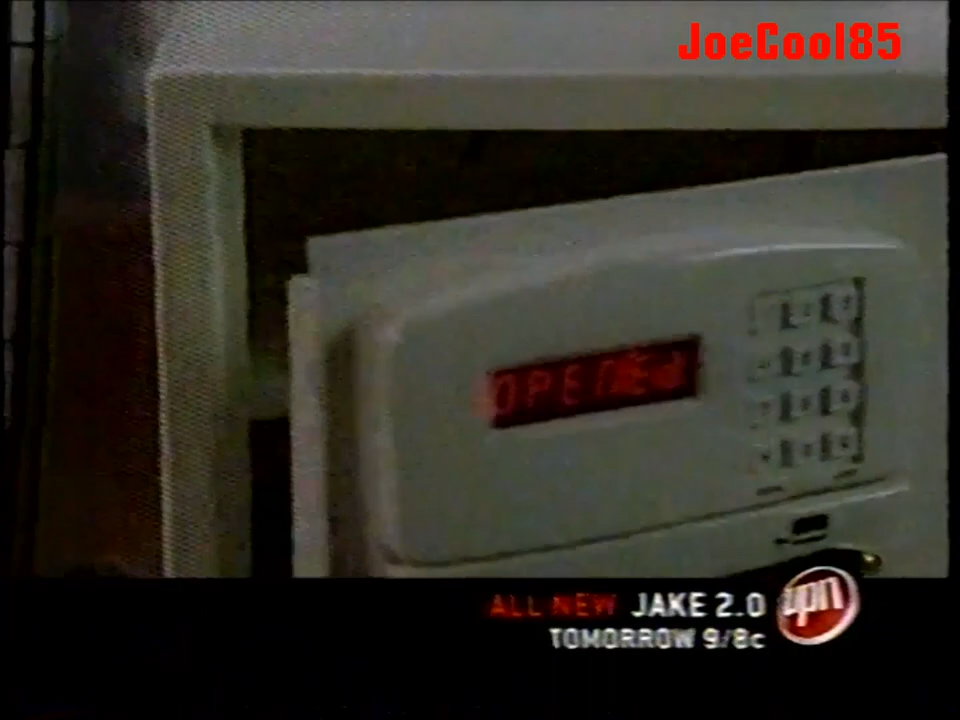 JoeCool85
OPENEd
ALL NEW JAKE 2.0
TOMORROW 9/8c
upn